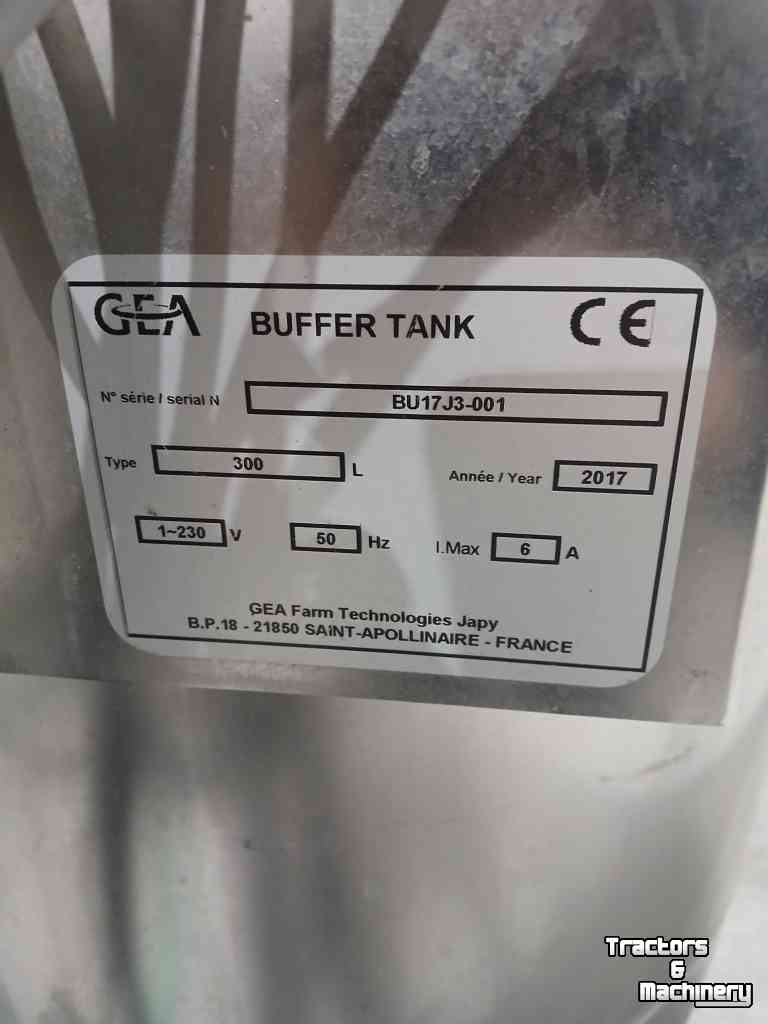 GEA BUFFER TANK CE
N° série / serial N BU17J3-001
Type 300 L Année / Year 2017
1~230 V 50 Hz I.Max 6 A
GEA Farm Technologies Japy
B.P.18 - 21850 SAINT-APOLLINAIRE - FRANCE
Tractors
&
Machinery